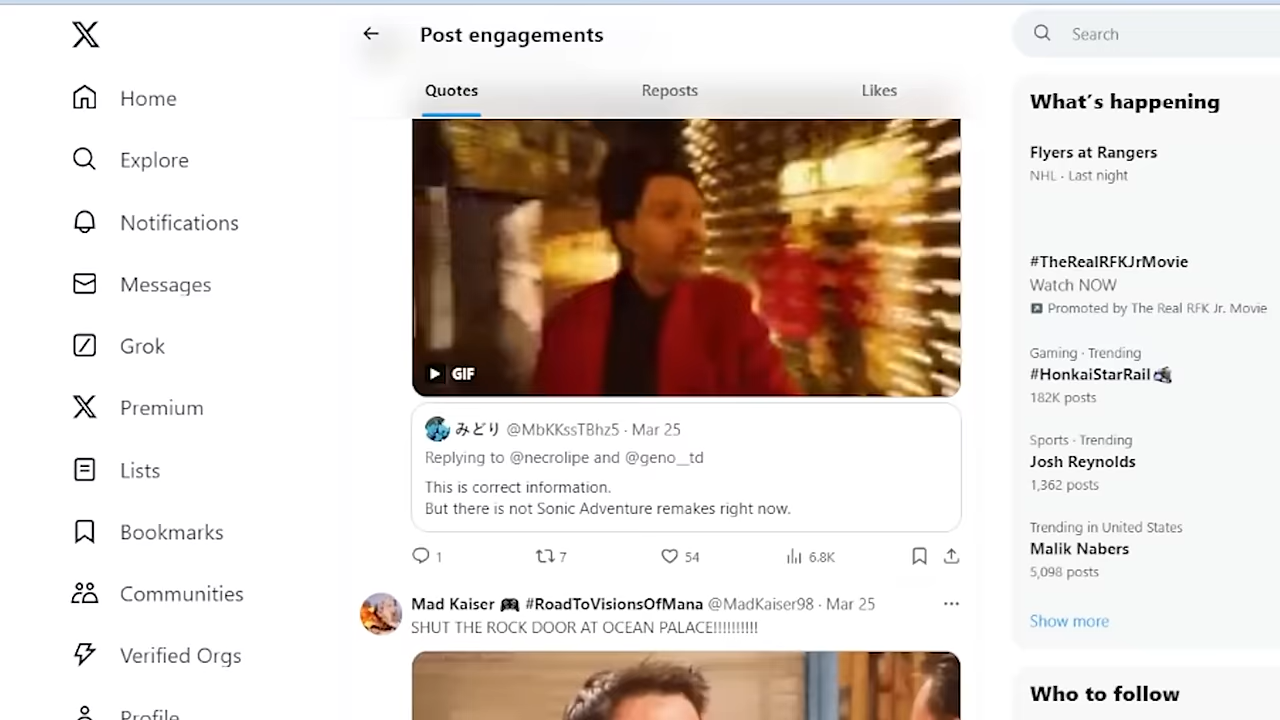 Home
Explore
Notifications
Messages
Grok
Premium
Lists
Bookmarks
Communities
Verified Orgs
Profile
Post engagements
Quotes
Reposts
Likes
GIF
みどり @MbKKssTBhz5 · Mar 25
Replying to @necrolipe and @geno__td
This is correct information.
But there is not Sonic Adventure remakes right now.
1
7
54
6.8K
Mad Kaiser 🎮 #RoadToVisionsOfMana @MadKaiser98 · Mar 25
SHUT THE ROCK DOOR AT OCEAN PALACE!!!!!!!!!!
Search
What's happening
Flyers at Rangers
NHL · Last night
#TheRealRFKJrMovie
Watch NOW
Promoted by The Real RFK Jr. Movie
Gaming · Trending
#HonkaiStarRail
182K posts
Sports · Trending
Josh Reynolds
1,362 posts
Trending in United States
Malik Nabers
5,098 posts
Show more
Who to follow